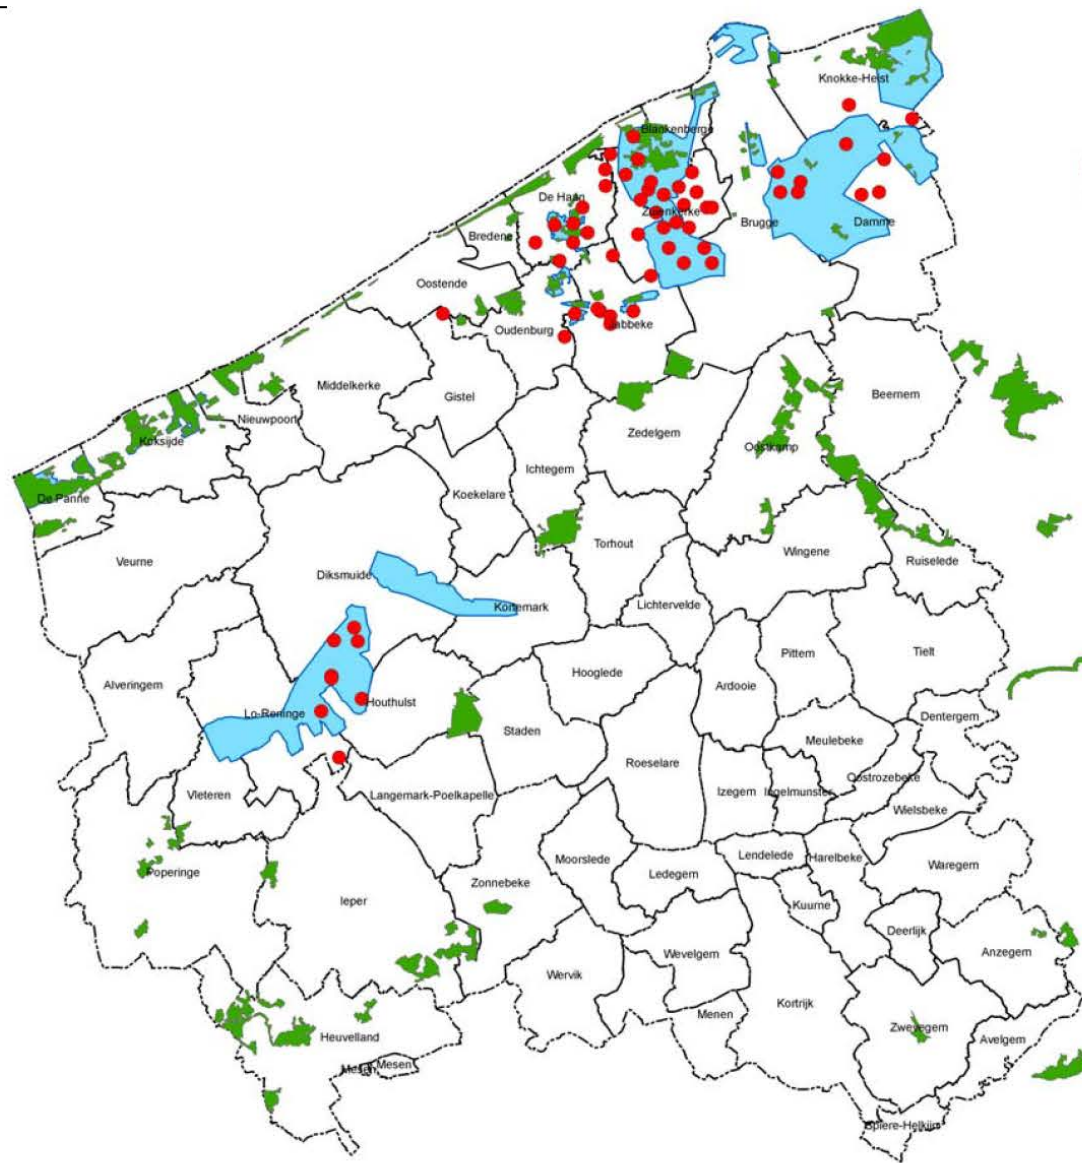 Knokke-Heist
Blankenberge
De Haan
Zuienkerke
Brugge
Damme
Bredene
Oostende
Oudenburg
Jabbeke
Middelkerke
Gistel
Beernem
Nieuwpoort
Zedelgem
Oostkamp
Koksijde
Ichtegem
De Panne
Koekelare
Torhout
Wingene
Veurne
Ruiselede
Diksmuide
Kortemark
Lichtervelde
Pittem
Tielt
Hooglede
Alveringem
Ardooie
Houthulst
Lo-Reninge
Dentergem
Staden
Meulebeke
Roeselare
Oostrozebeke
Vleteren
Langemark-Poelkapelle
Izegem
Ingelmunster
Wielsbeke
Moorslede
Lendelede
Harelbeke
Waregem
Poperinge
Ledegem
Zonnebeke
Ieper
Kuurne
Deerlijk
Wevelgem
Anzegem
Wervik
Kortrijk
Menen
Zwevegem
Heuvelland
Avelgem
Mesen
Mesen
Spiere-Helkijn